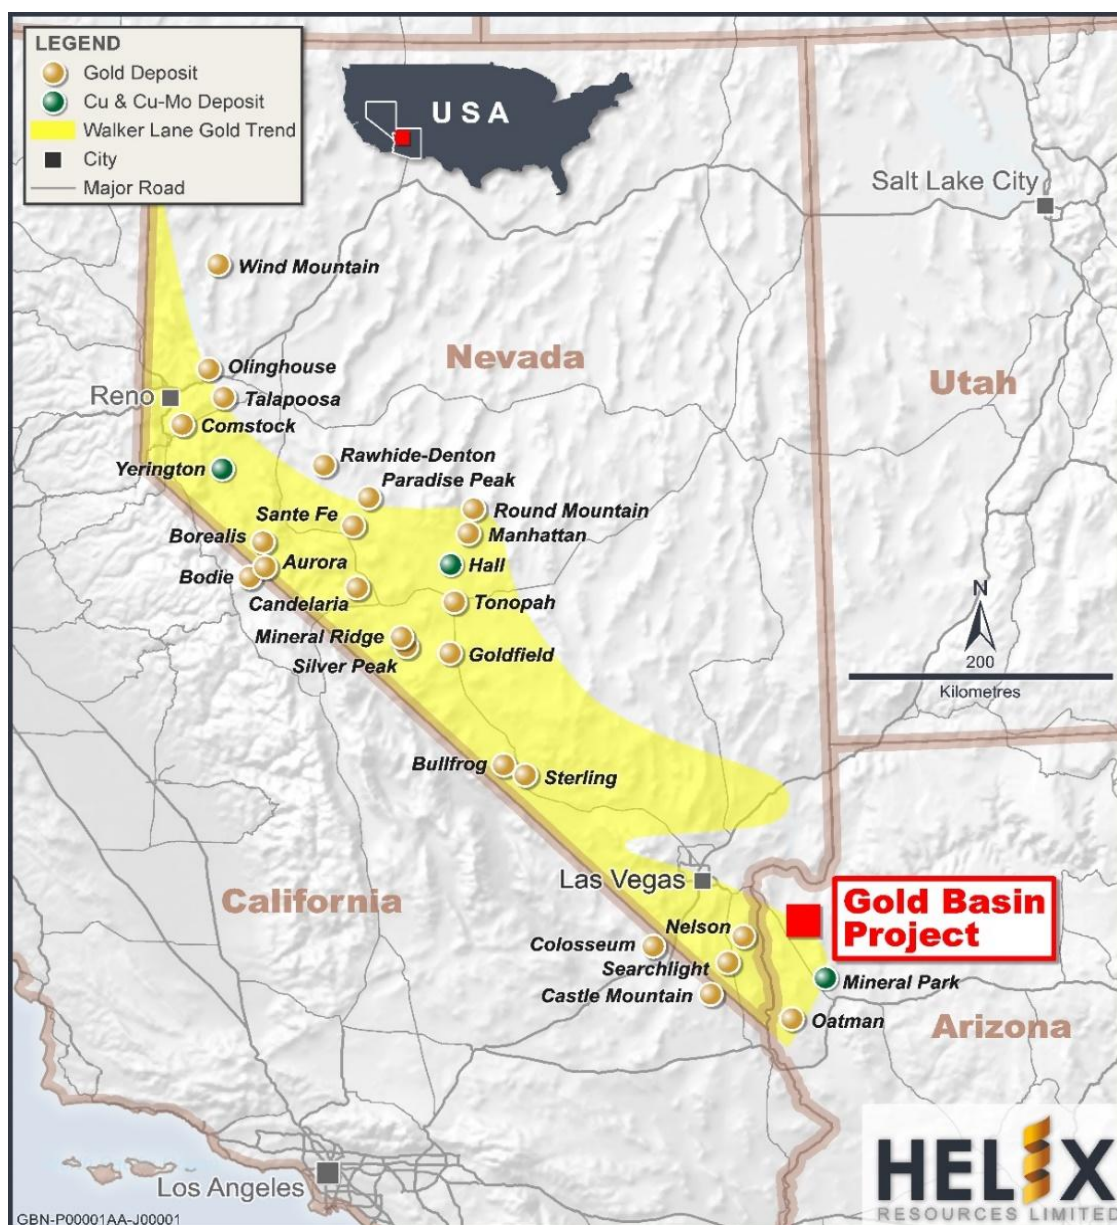 LEGEND
Gold Deposit
Cu & Cu-Mo Deposit
Walker Lane Gold Trend
City
Major Road
USA
Salt Lake City
Wind Mountain
Nevada
Olinghouse
Utah
Reno
Talapoosa
Comstock
Rawhide-Denton
Yerington
Paradise Peak
Sante Fe
Round Mountain
Borealis
Manhattan
Aurora
Hall
Bodie
Candelaria
Tonopah
N
Mineral Ridge
Goldfield
200
Silver Peak
Kilometres
Bullfrog
Sterling
Las Vegas
California
Gold Basin
Project
Nelson
Colosseum
Searchlight
Mineral Park
Castle Mountain
Oatman
Arizona
Los Angeles
HELIX
RESOURCES LIMITED
GBN-P00001AA-J00001